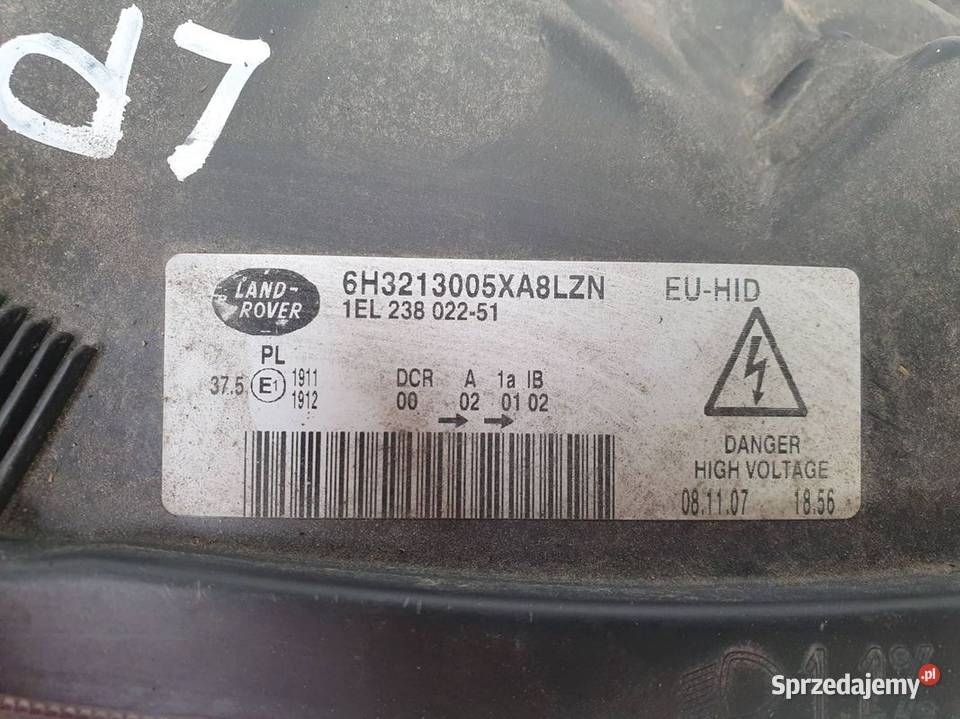 LAND-
ROVER
6H3213005XA8LZN
1EL 238 022-51
EU-HID
PL
37.5 E1 1911
1912
DCR A 1a IB
00 02 01 02
DANGER
HIGH VOLTAGE
08.11.07 18.56
Sprzedajemy.pl